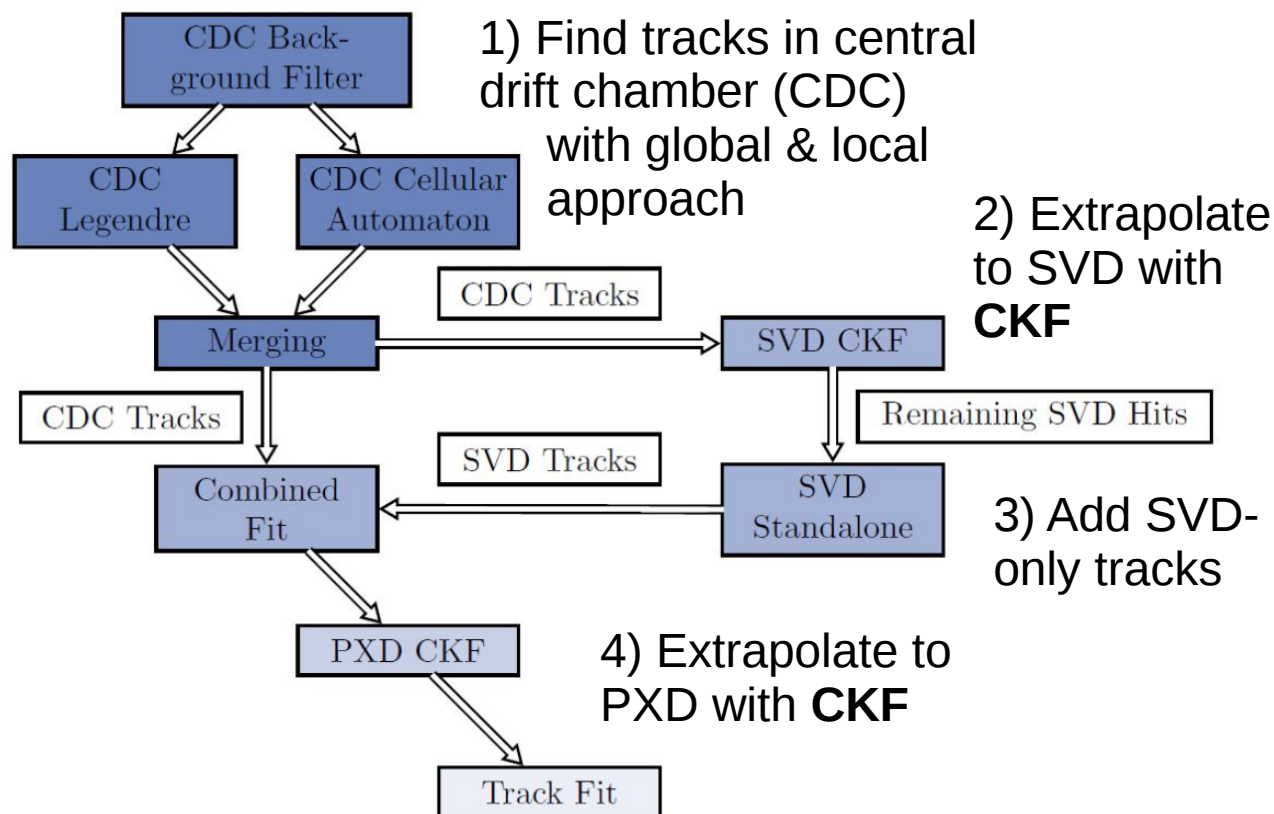 CDC Back-
ground Filter
1) Find tracks in central
drift chamber (CDC)
with global & local
approach
CDC
Legendre
CDC Cellular
Automaton
2) Extrapolate
to SVD with
CKF
CDC Tracks
Merging
SVD CKF
CDC Tracks
Remaining SVD Hits
SVD Tracks
Combined
Fit
SVD
Standalone
3) Add SVD-
only tracks
PXD CKF
4) Extrapolate to
PXD with CKF
Track Fit